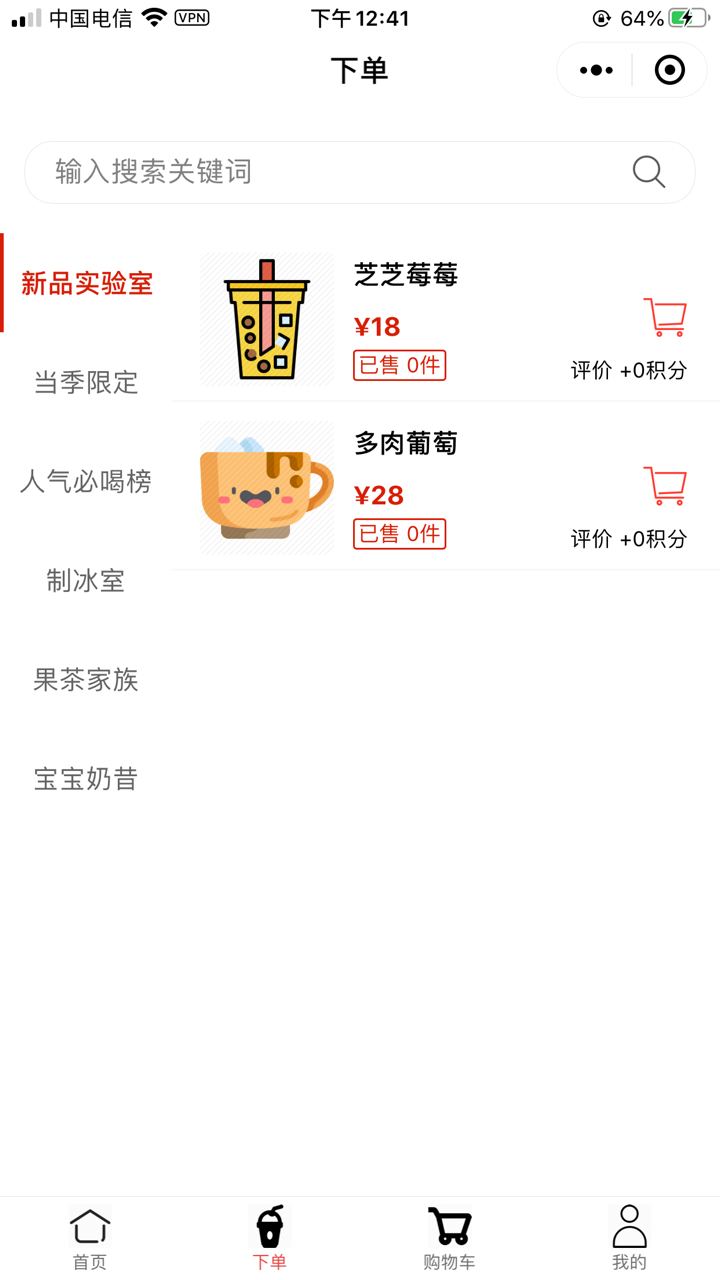 中国电信 VPN 下午12:41 64%
下单
输入搜索关键词
新品实验室
当季限定
人气必喝榜
制冰室
果茶家族
宝宝奶昔
芝芝莓莓
¥18
已售 0件
评价 +0积分
多肉葡萄
¥28
已售 0件
评价 +0积分
首页 下单 购物车 我的